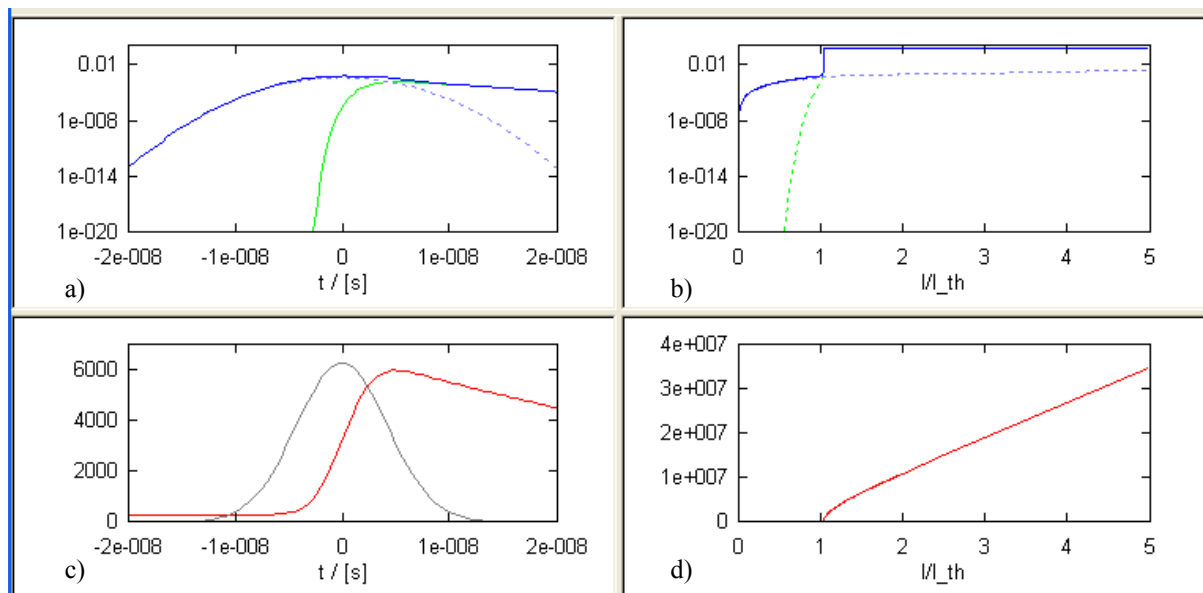 0.01
1e-008
1e-014
1e-020
-2e-008 -1e-008 0 1e-008 2e-008
t / [s]
a)
0.01
1e-008
1e-014
1e-020
0 1 2 3 4 5
I/I_th
b)
6000
4000
2000
0
-2e-008 -1e-008 0 1e-008 2e-008
t / [s]
c)
4e+007
3e+007
2e+007
1e+007
0
0 1 2 3 4 5
I/I_th
d)